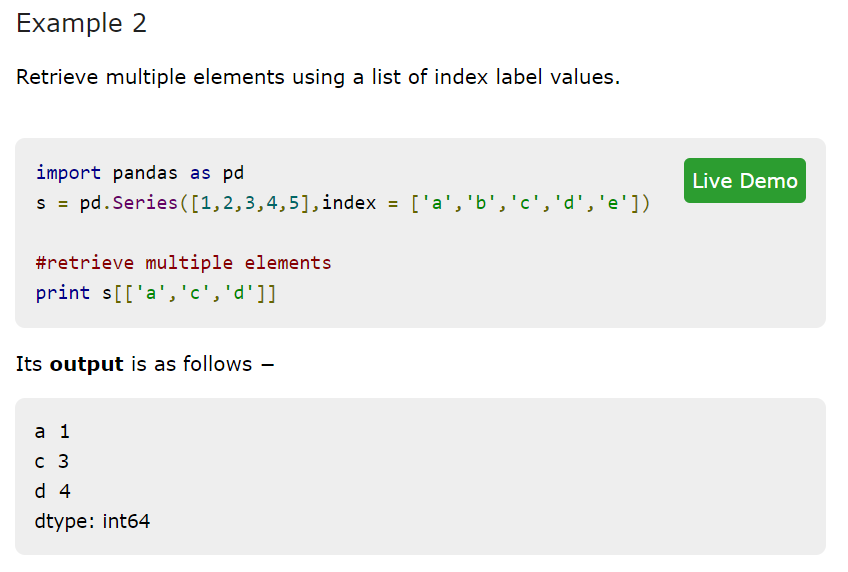 Example 2
Retrieve multiple elements using a list of index label values.
import pandas as pd
Live Demo
s = pd.Series([1,2,3,4,5],index = ['a','b','c','d','e'])
#retrieve multiple elements
print s[['a','c','d']]
Its output is as follows −
a 1
c 3
d 4
dtype: int64